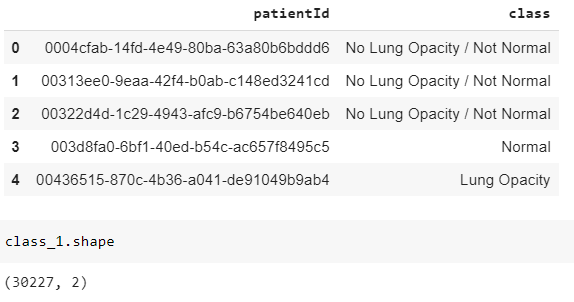 patientId class
0 0004cfab-14fd-4e49-80ba-63a80b6bddd6 No Lung Opacity / Not Normal
1 00313ee0-9eaa-42f4-b0ab-c148ed3241cd No Lung Opacity / Not Normal
2 00322d4d-1c29-4943-afc9-b6754be640eb No Lung Opacity / Not Normal
3 003d8fa0-6bf1-40ed-b54c-ac657f8495c5 Normal
4 00436515-870c-4b36-a041-de91049b9ab4 Lung Opacity
class_1.shape
(30227, 2)